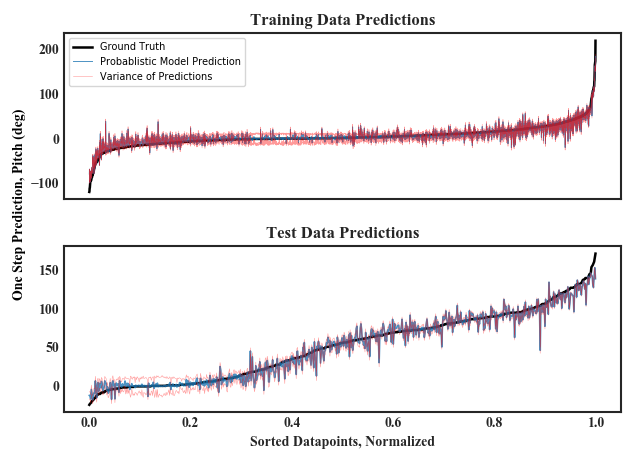 Training Data Predictions
200
100
0
−100
Ground Truth
Probablistic Model Prediction
Variance of Predictions
One Step Prediction, Pitch (deg)
Test Data Predictions
150
100
50
0
0.0 0.2 0.4 0.6 0.8 1.0
Sorted Datapoints, Normalized